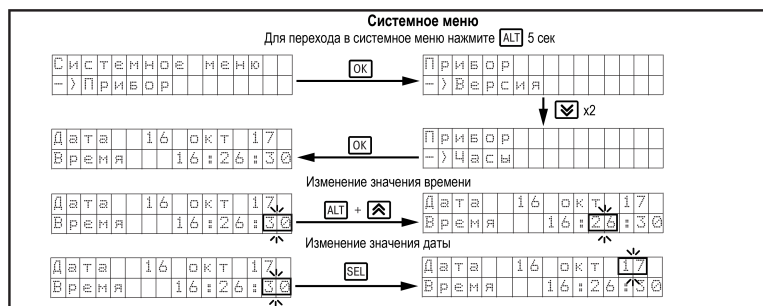 Системное меню
Для перехода в системное меню нажмите ALT 5 сек
Системное меню
->Прибор
OK
Прибор
->Версия
x2
Дата 16 окт 17
Время 16:26:30
OK
Прибор
->Часы
Изменение значения времени
Дата 16 окт 17
Время 16:26:30
ALT +
Дата 16 окт 17
Время 16:26:30
Изменение значения даты
Дата 16 окт 17
Время 16:26:30
SEL
Дата 16 окт 17
Время 16:26:30